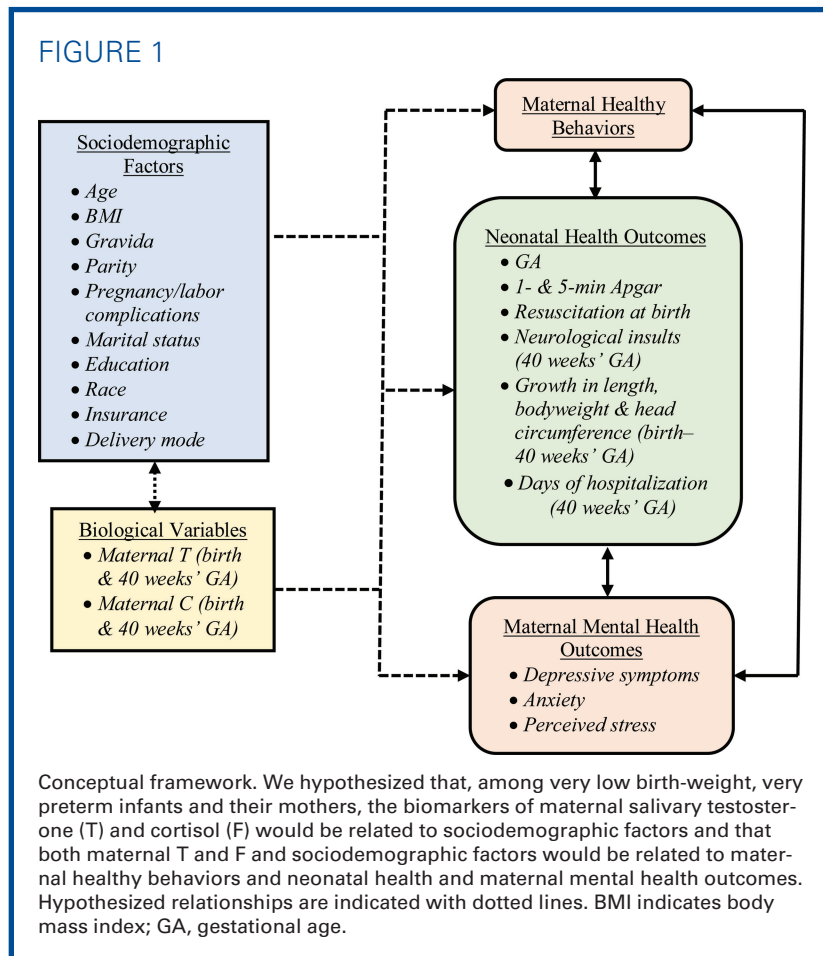 FIGURE 1
Sociodemographic
Factors
• Age
• BMI
• Gravida
• Parity
• Pregnancy/labor
complications
• Marital status
• Education
• Race
• Insurance
• Delivery mode
Biological Variables
• Maternal T (birth
& 40 weeks’ GA)
• Maternal C (birth
& 40 weeks’ GA)
Maternal Healthy
Behaviors
Neonatal Health Outcomes
• GA
• 1- & 5-min Apgar
• Resuscitation at birth
• Neurological insults
(40 weeks’ GA)
• Growth in length,
bodyweight & head
circumference (birth–
40 weeks’ GA)
• Days of hospitalization
(40 weeks’ GA)
Maternal Mental Health
Outcomes
• Depressive symptoms
• Anxiety
• Perceived stress
Conceptual framework. We hypothesized that, among very low birth-weight, very
preterm infants and their mothers, the biomarkers of maternal salivary testoster-
one (T) and cortisol (F) would be related to sociodemographic factors and that
both maternal T and F and sociodemographic factors would be related to mater-
nal healthy behaviors and neonatal health and maternal mental health outcomes.
Hypothesized relationships are indicated with dotted lines. BMI indicates body
mass index; GA, gestational age.